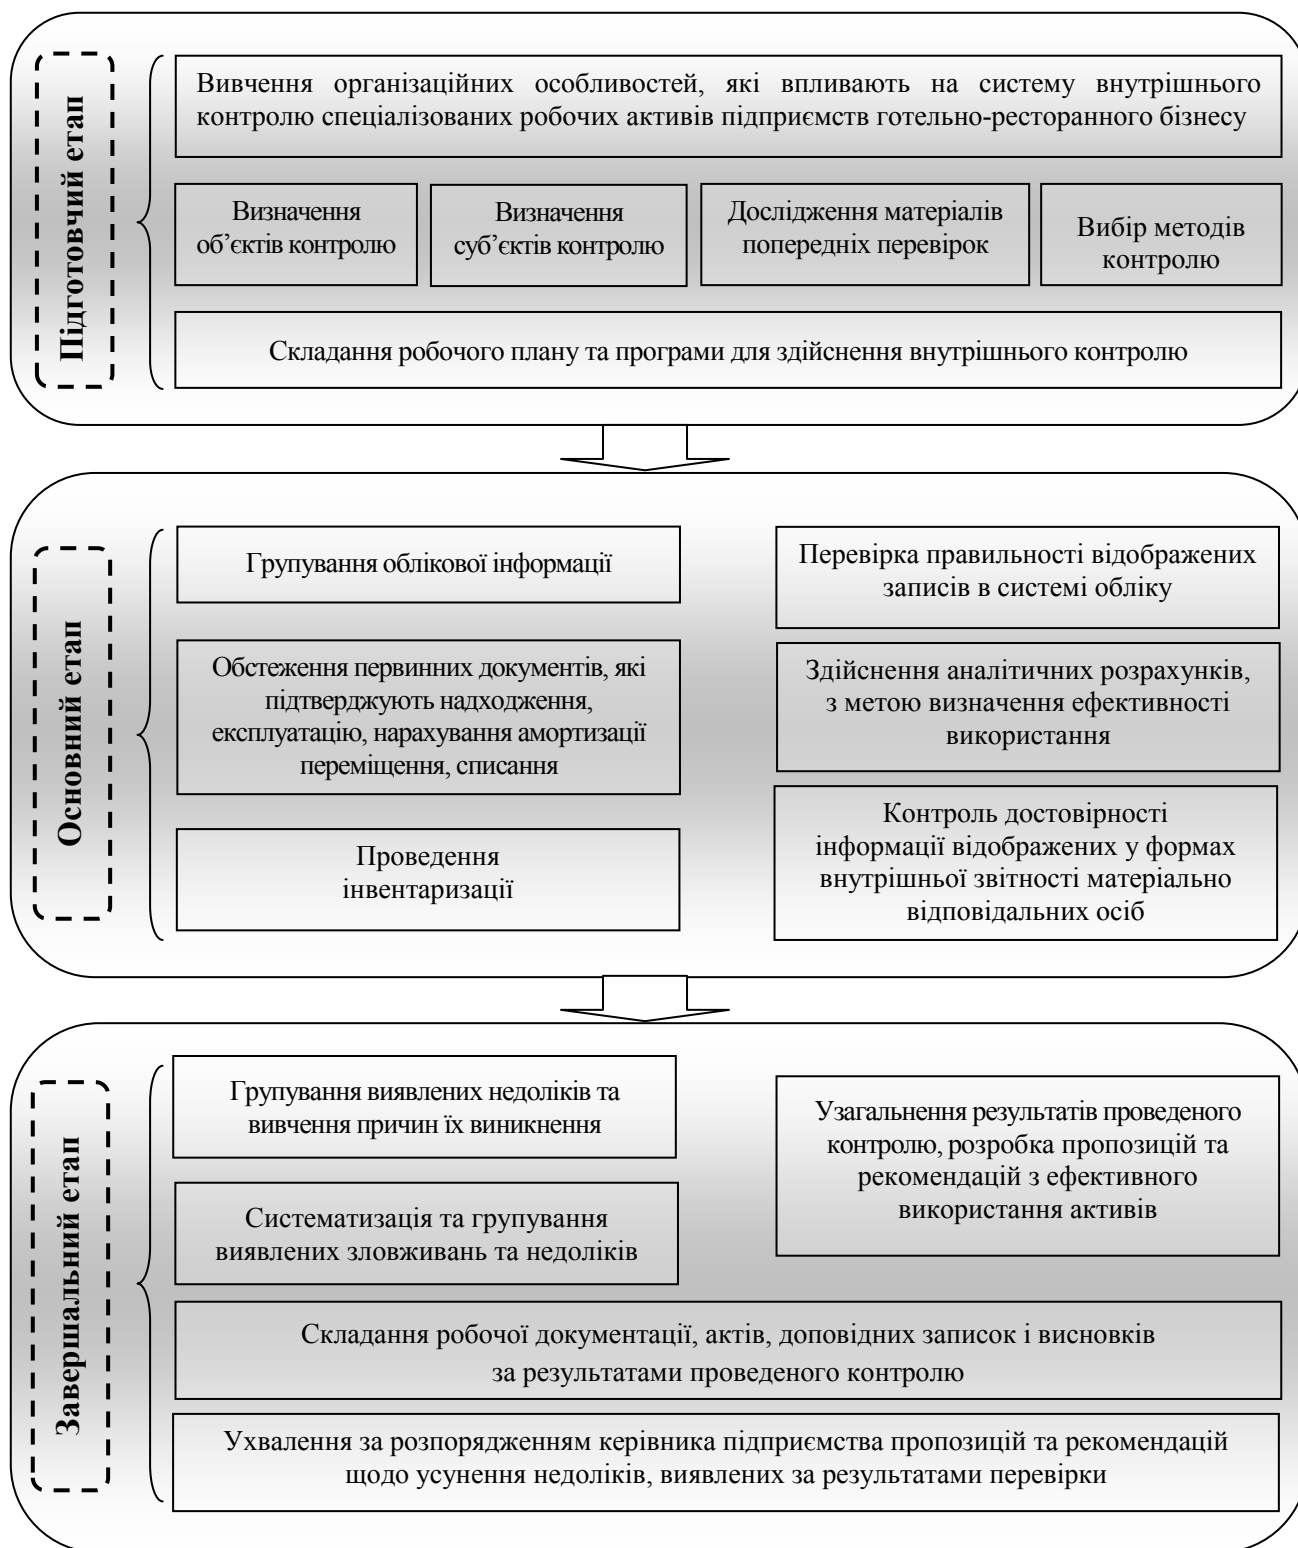 Підготовчий етап
Вивчення організаційних особливостей, які впливають на систему внутрішнього
контролю спеціалізованих робочих активів підприємств готельно-ресторанного бізнесу
Визначення
об’єктів контролю
Визначення
суб’єктів контролю
Дослідження матеріалів
попередніх перевірок
Вибір методів
контролю
Складання робочого плану та програми для здійснення внутрішнього контролю
Основний етап
Групування облікової інформації
Обстеження первинних документів, які
підтверджують надходження,
експлуатацію, нарахування амортизації
переміщення, списання
Проведення
інвентаризації
Перевірка правильності відображених
записів в системі обліку
Здійснення аналітичних розрахунків,
з метою визначення ефективності
використання
Контроль достовірності
інформації відображених у формах
внутрішньої звітності матеріально
відповідальних осіб
Завершальний етап
Групування виявлених недоліків та
вивчення причин їх виникнення
Систематизація та групування
виявлених зловживань та недоліків
Узагальнення результатів проведеного
контролю, розробка пропозицій та
рекомендацій з ефективного
використання активів
Складання робочої документації, актів, доповідних записок і висновків
за результатами проведеного контролю
Ухвалення за розпорядженням керівника підприємства пропозицій та рекомендацій
щодо усунення недоліків, виявлених за результатами перевірки